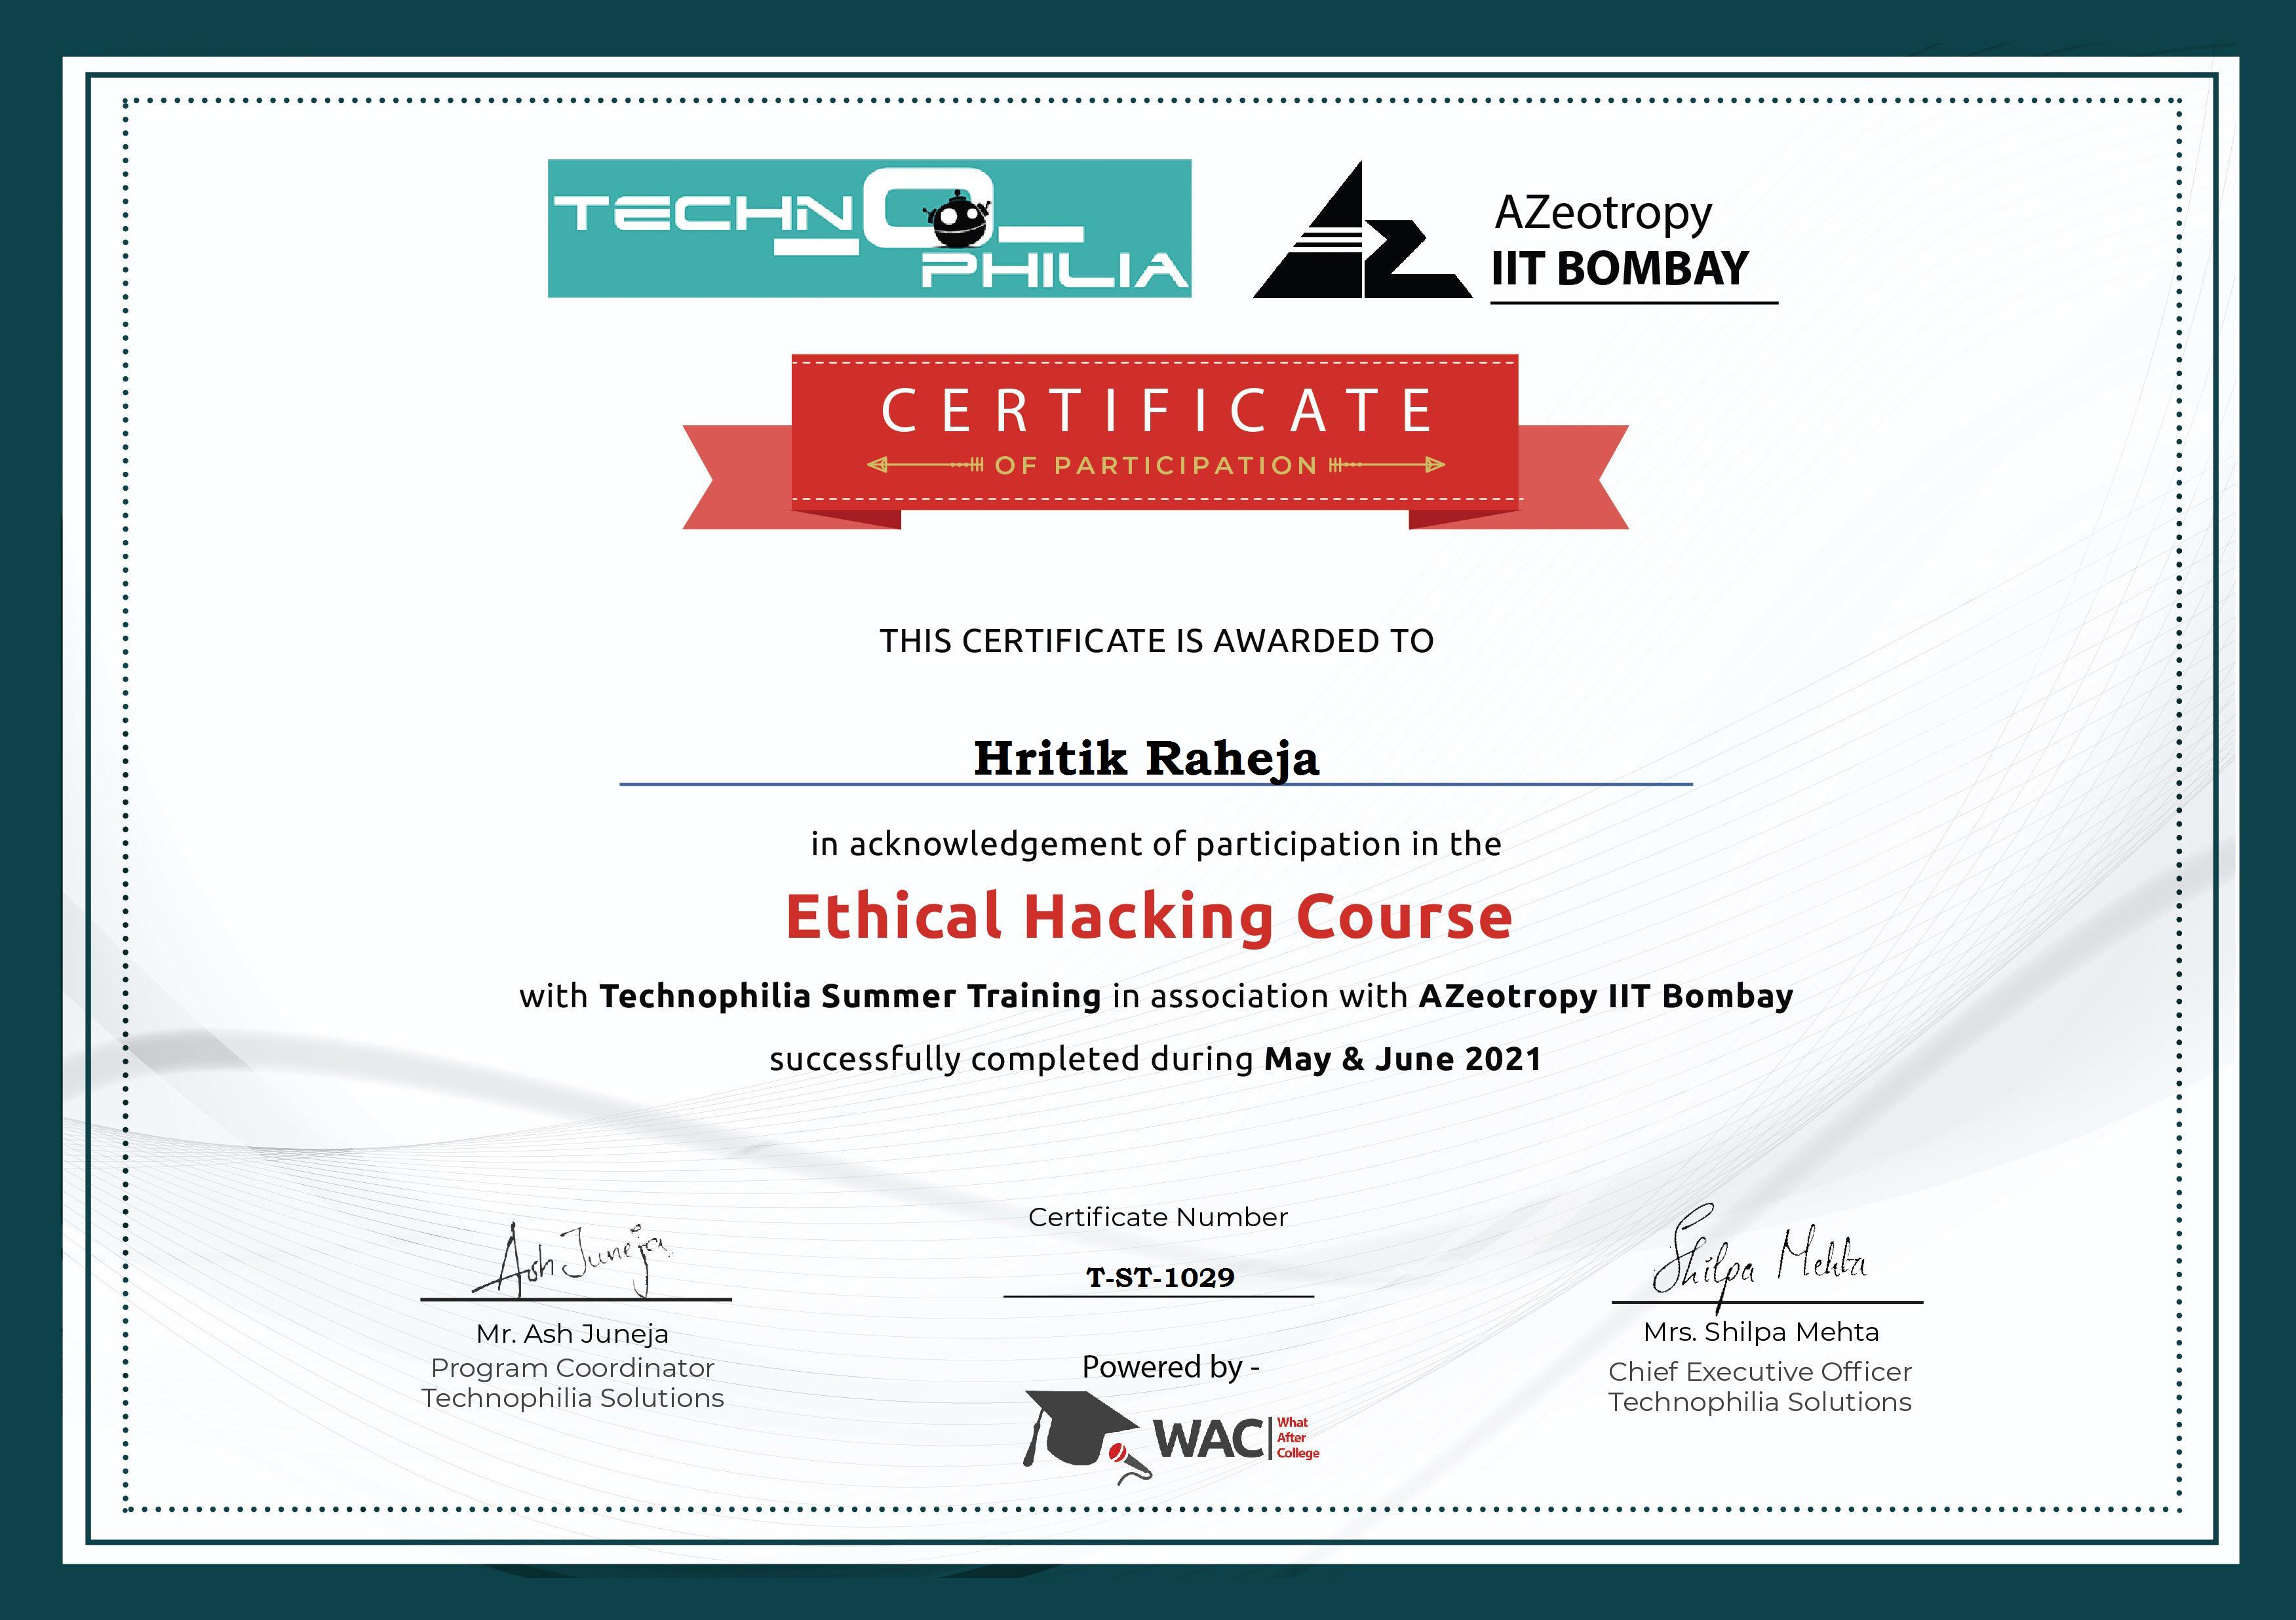 TECHNO_PHILIA
AZeotropy
IIT BOMBAY
CERTIFICATE
OF PARTICIPATION
THIS CERTIFICATE IS AWARDED TO
Hritik Raheja
in acknowledgement of participation in the
Ethical Hacking Course
with Technophilia Summer Training in association with AZeotropy IIT Bombay
successfully completed during May & June 2021
Ash Juneja
Mr. Ash Juneja
Program Coordinator
Technophilia Solutions
Certificate Number
T-ST-1029
Powered by -
WAC What
After
College
Shilpa Mehta
Mrs. Shilpa Mehta
Chief Executive Officer
Technophilia Solutions